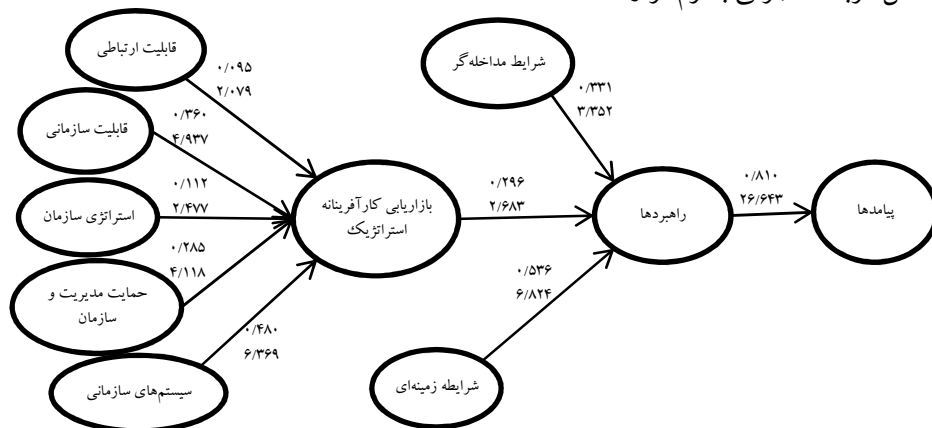 قابلیت ارتباطی
۰/۰۹۵
۲/۰۷۹
قابلیت سازمانی
۰/۳۶۰
۴/۹۳۷
استراتژی سازمان
۰/۱۱۲
۲/۴۷۷
حمایت مدیریت و
سازمان
۰/۲۸۵
۴/۱۱۸
سیستم‌های سازمانی
۰/۴۸۰
۶/۳۶۹
بازاریابی کارآفرینانه
استراتژیک
۰/۲۹۶
۲/۶۸۳
شرایط مداخله‌گر
۰/۳۳۱
۳/۳۵۲
شرایطه زمینه‌ای
۰/۵۳۶
۶/۸۲۴
راهبردها
۰/۸۱۰
۲۶/۶۴۳
پیامدها